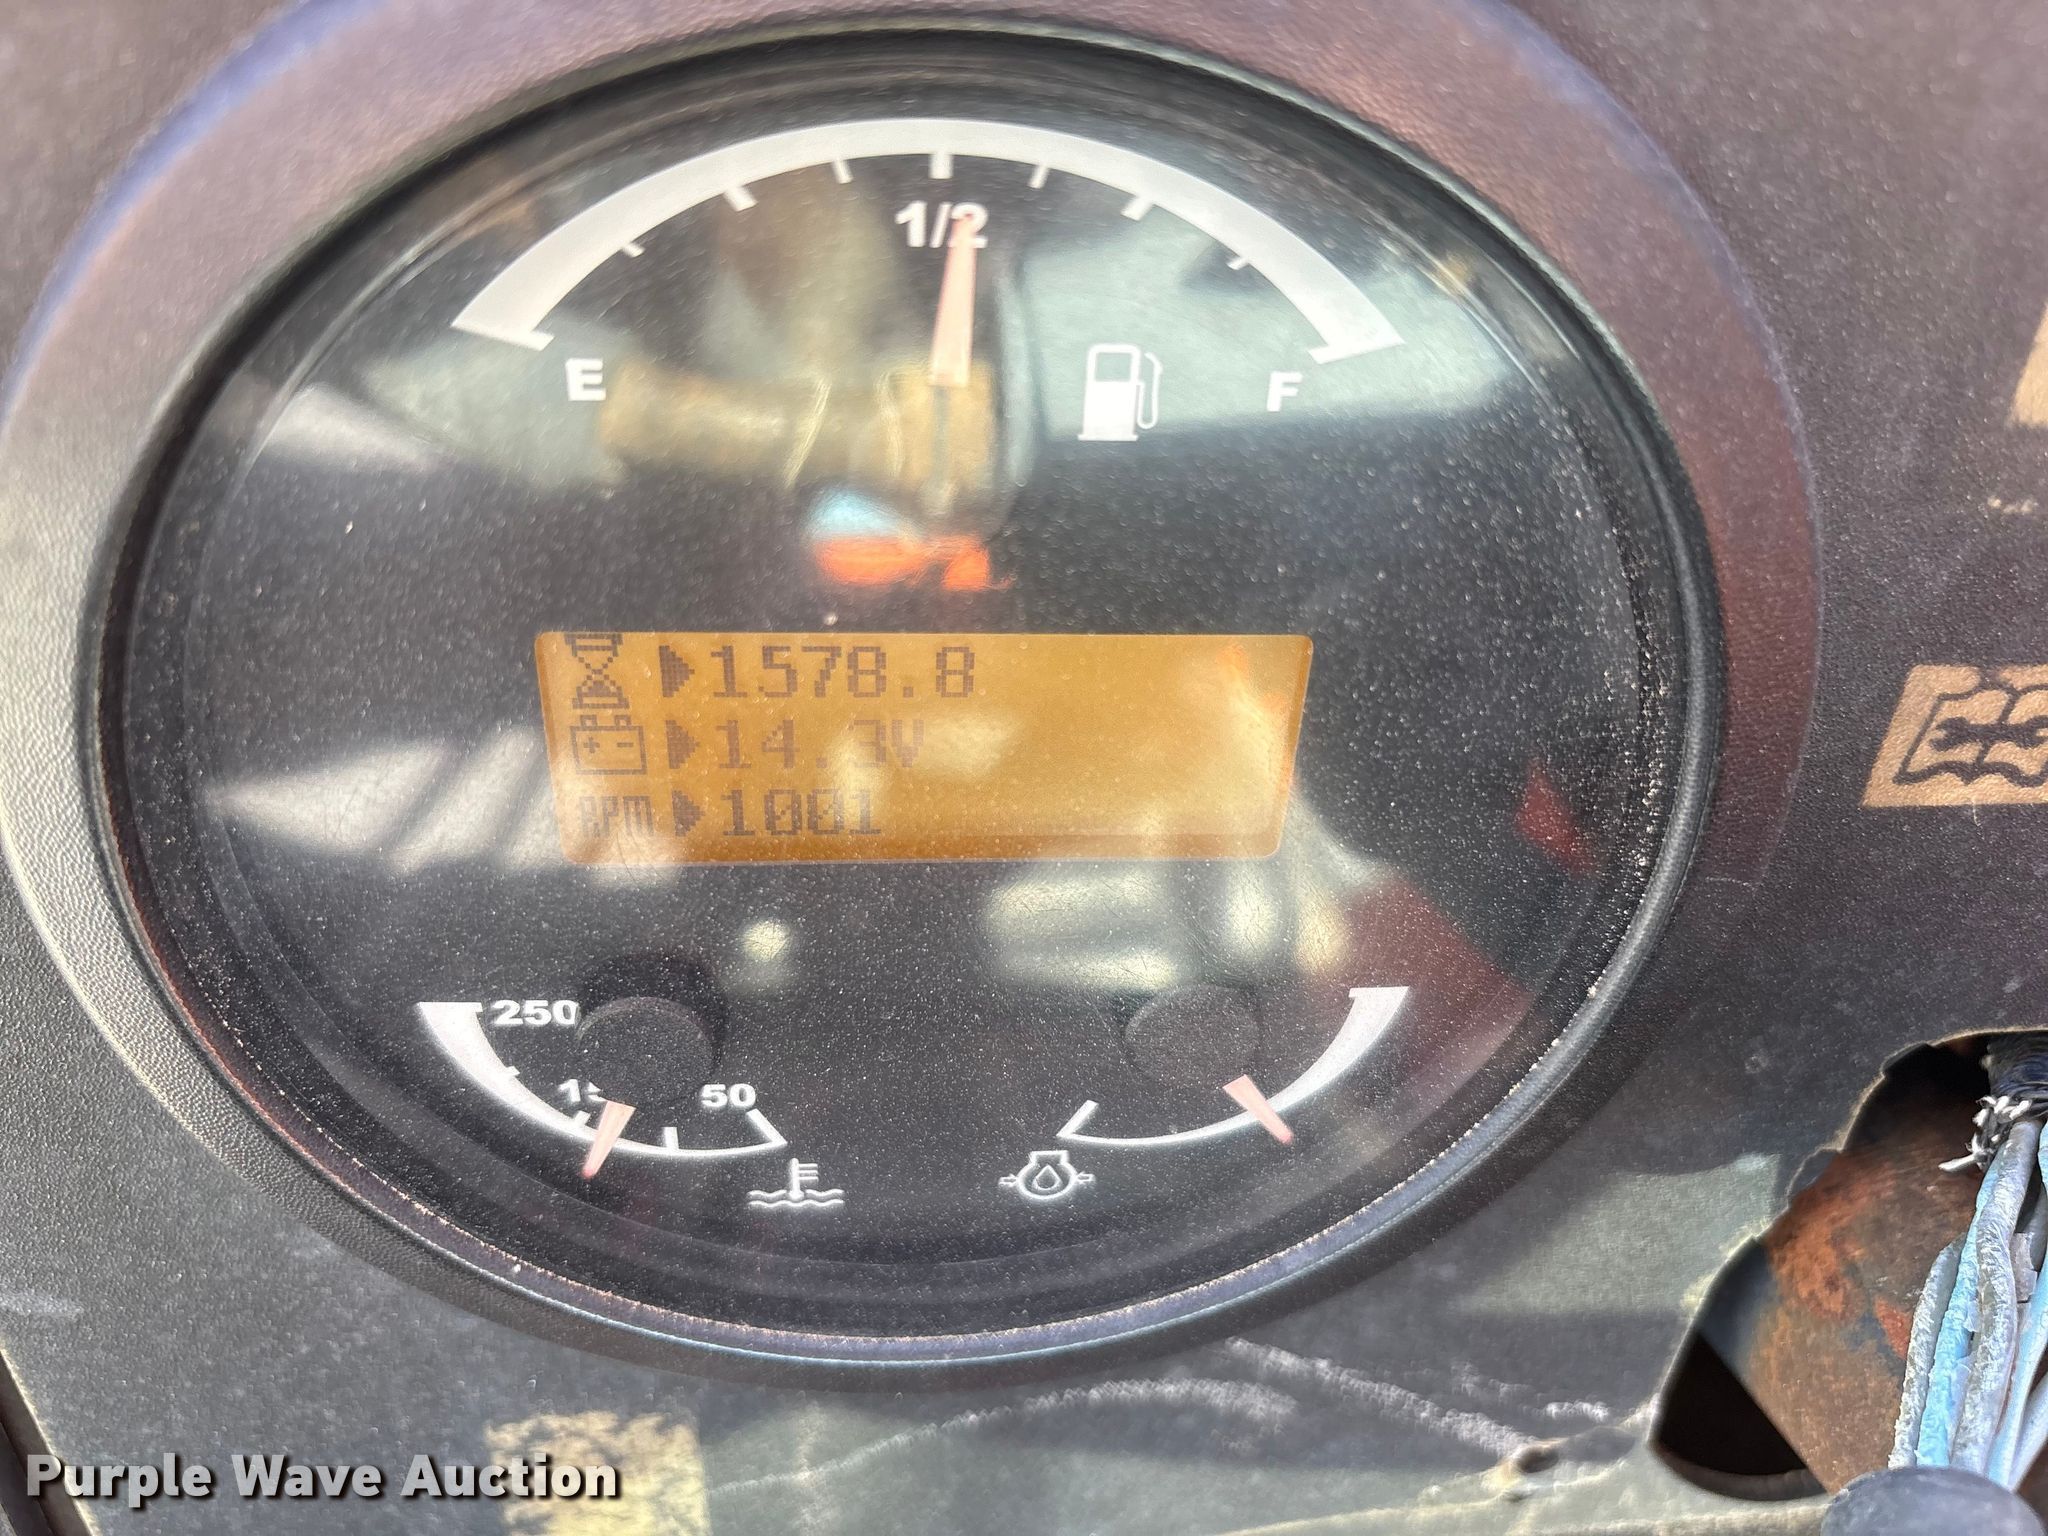 1/2
E
F
1578.8
14.3V
RPM 1001
250
50
Purple Wave Auction